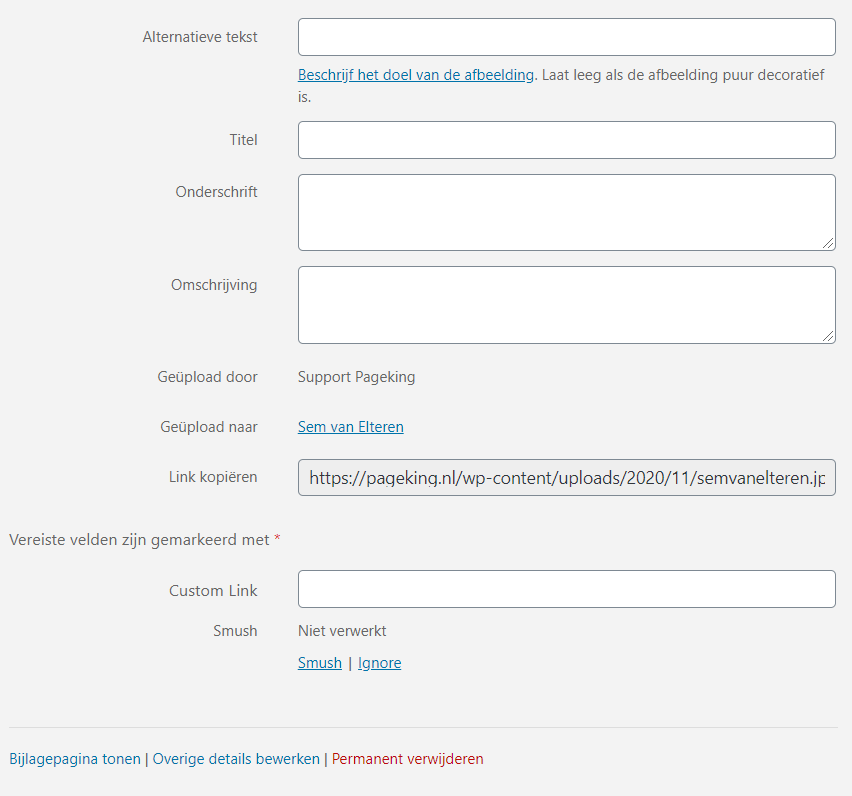 Alternatieve tekst
Beschrijf het doel van de afbeelding. Laat leeg als de afbeelding puur decoratief
is.
Titel
Onderschrift
Omschrijving
Geüpload door Support Pageking
Geüpload naar Sem van Elteren
Link kopiëren https://pageking.nl/wp-content/uploads/2020/11/semvanelteren.jp
Vereiste velden zijn gemarkeerd met *
Custom Link
Smush Niet verwerkt
Smush | Ignore
Bijlagepagina tonen | Overige details bewerken | Permanent verwijderen